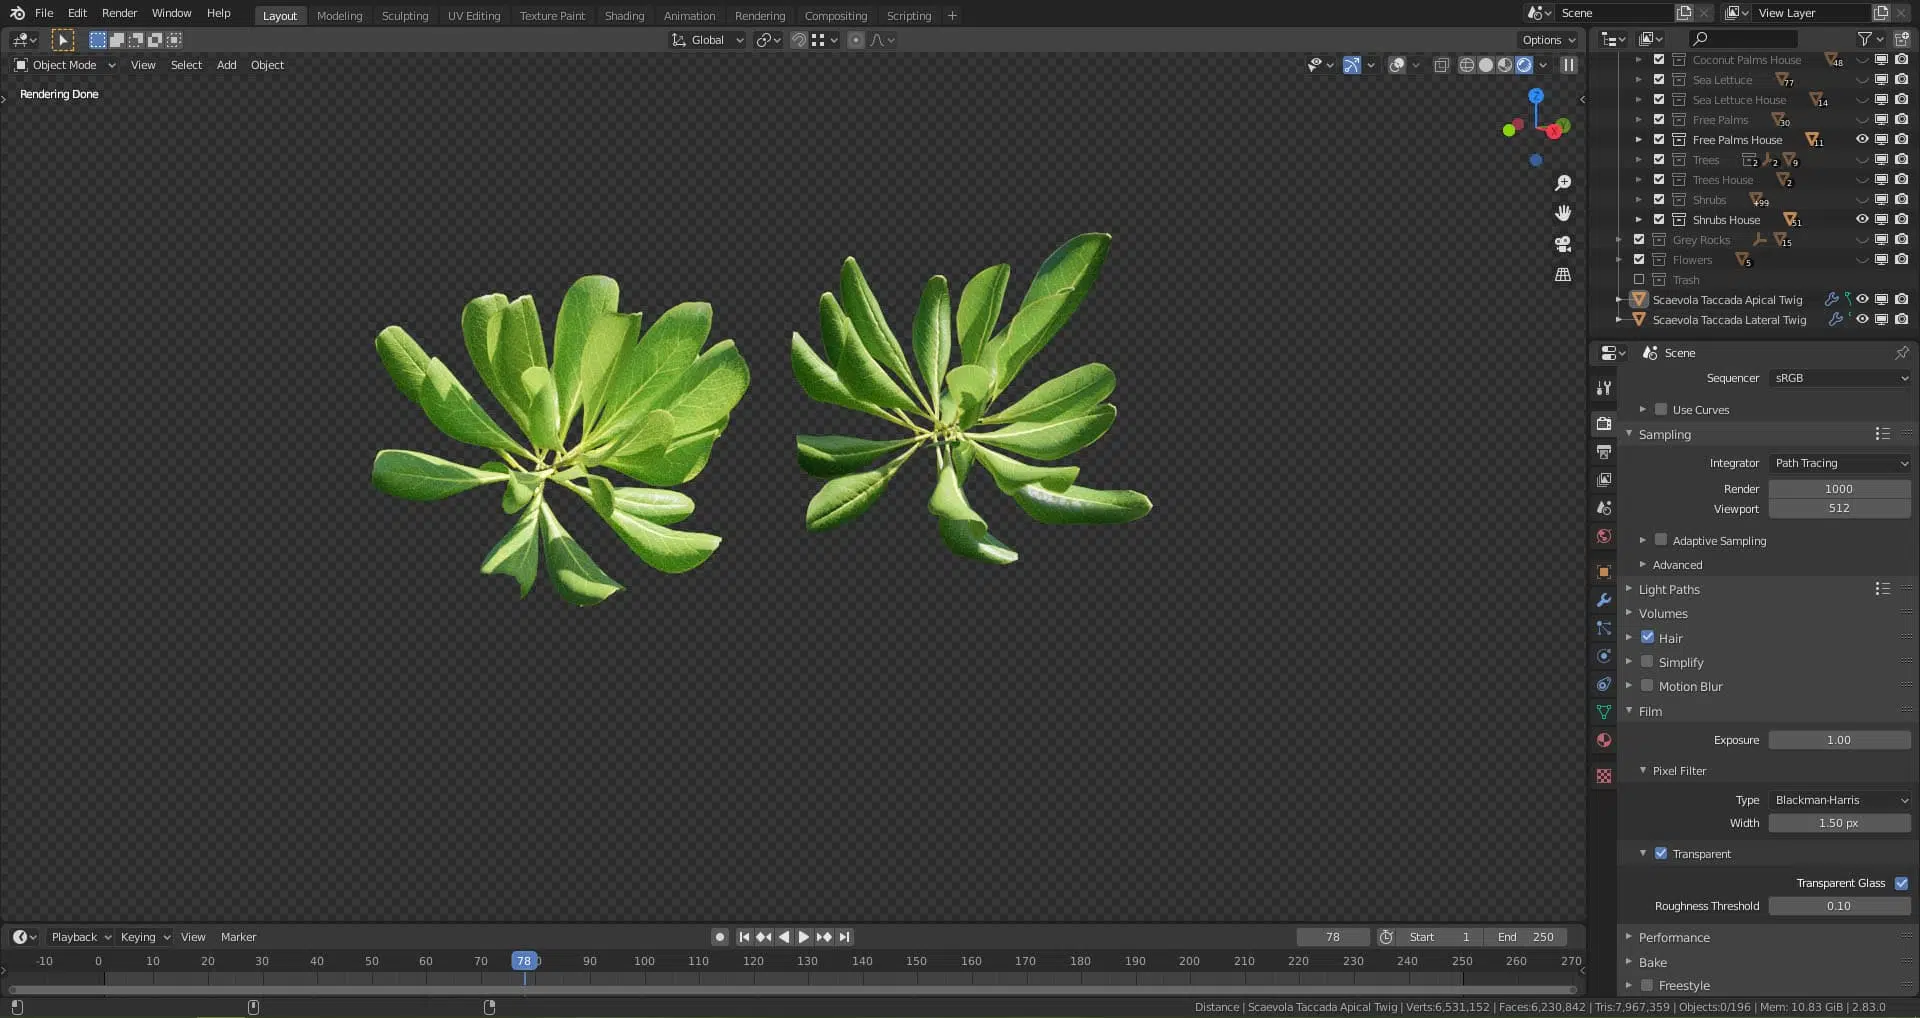 File Edit Render Window Help Layout Modeling Sculpting UV Editing Texture Paint Shading Animation Rendering Compositing Scripting + Scene View Layer
Global Options
Object Mode View Select Add Object
Rendering Done
Z
Y
X
Coconut Palms House 48
Sea Lettuce 77
Sea Lettuce House 14
Free Palms 30
Free Palms House 11
Trees 2 2 9
Trees House 2
Shrubs +99
Shrubs House 51
Grey Rocks 15
Flowers 5
Trash
Scaevola Taccada Apical Twig
Scaevola Taccada Lateral Twig
Scene
Sequencer sRGB
Use Curves
Sampling
Integrator Path Tracing
Render 1000
Viewport 512
Adaptive Sampling
Advanced
Light Paths
Volumes
Hair
Simplify
Motion Blur
Film
Exposure 1.00
Pixel Filter
Type Blackman-Harris
Width 1.50 px
Transparent
Transparent Glass
Roughness Threshold 0.10
Performance
Bake
Freestyle
Playback Keying View Marker 78 Start 1 End 250
-10 0 10 20 30 40 50 60 70 78 90 100 110 120 130 140 150 160 170 180 190 200 210 220 230 240 250 260 270
Distance | Scaevola Taccada Apical Twig | Verts:6,531,152 | Faces:6,230,842 | Tris:7,967,359 | Objects:0/196 | Mem: 10.83 GiB | 2.83.0